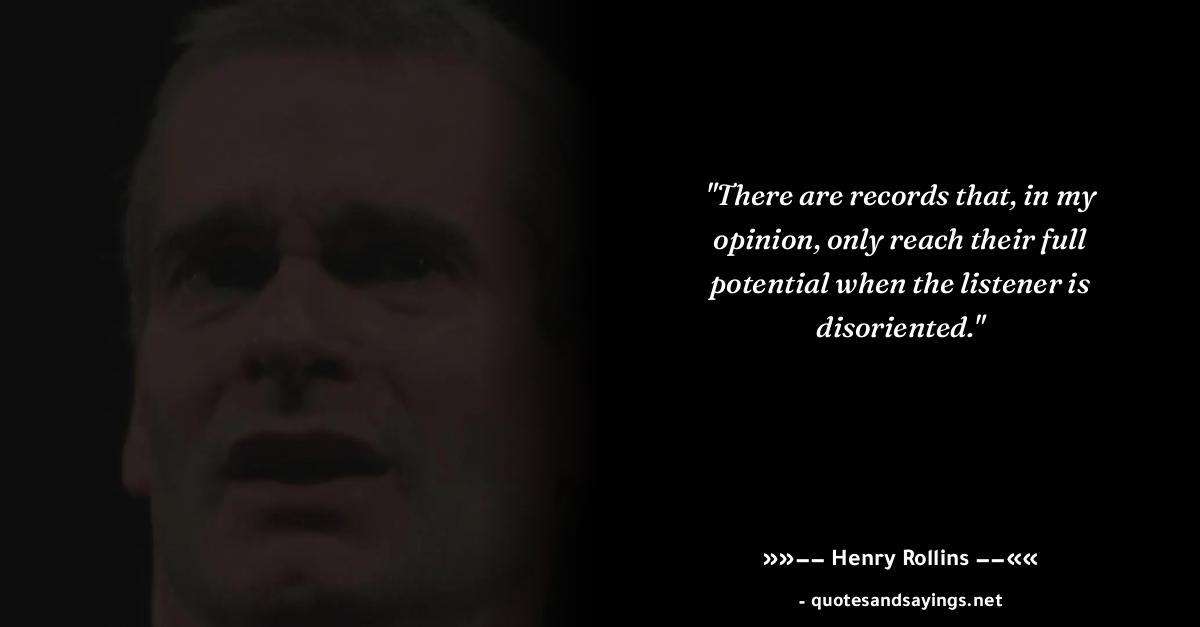 "There are records that, in my
opinion, only reach their full
potential when the listener is
disoriented."
»»−− Henry Rollins −−««
- quotesandsayings.net